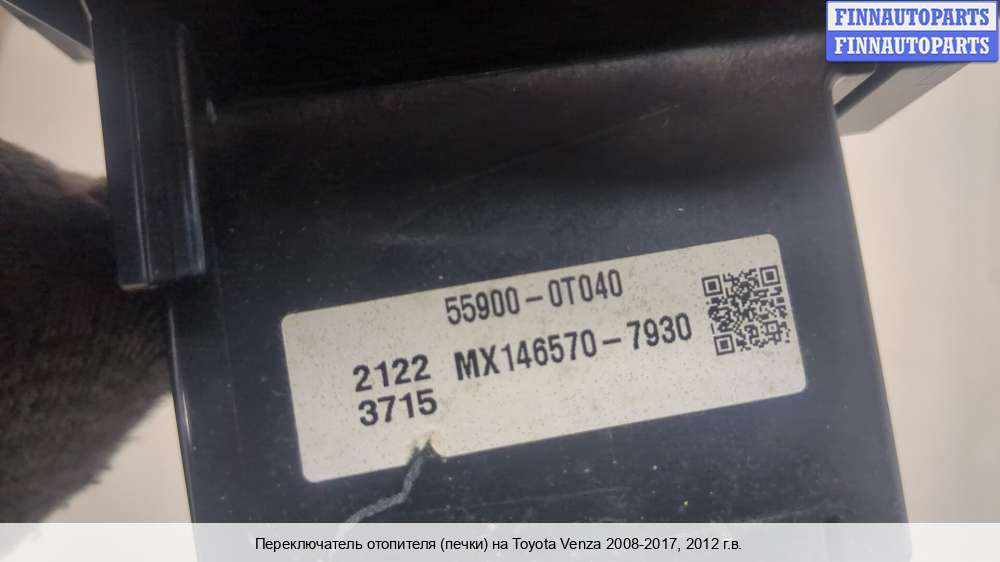 FINNAUTOPARTS
FINNAUTOPARTS
55900-0T040
2122 MX146570-7930
3715
Переключатель отопителя (печки) на Toyota Venza 2008-2017, 2012 г.в.